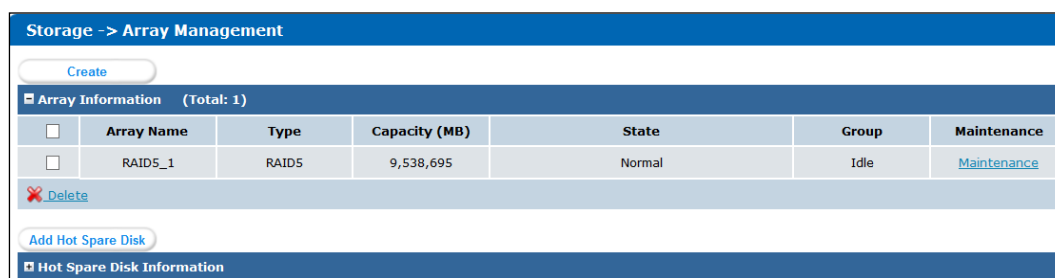 Storage -> Array Management
Create
Array Information (Total: 1)
Array Name Type Capacity (MB) State Group Maintenance
RAID5_1 RAID5 9,538,695 Normal Idle Maintenance
Delete
Add Hot Spare Disk
Hot Spare Disk Information